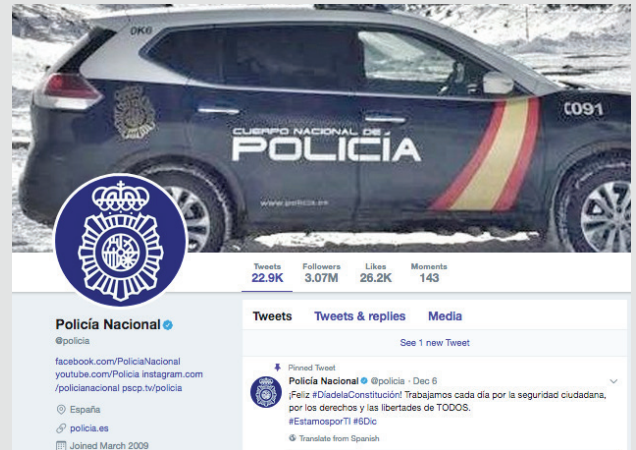 DK6
091
CUERPO NACIONAL DE
POLICÍA
www.policia.es
Tweets Followers Likes Moments
22.9K 3.07M 26.2K 143
Policía Nacional
@policia
facebook.com/PoliciaNacional
youtube.com/Policia instagram.com
/policianacional pscp.tv/policia
España
policia.es
Joined March 2009
Tweets Tweets & replies Media
See 1 new Tweet
Pinned Tweet
Policía Nacional @policia · Dec 6
¡Feliz #DíadelaConstitución! Trabajamos cada día por la seguridad ciudadana,
por los derechos y las libertades de TODOS.
#EstamosporTI #6Dic
Translate from Spanish